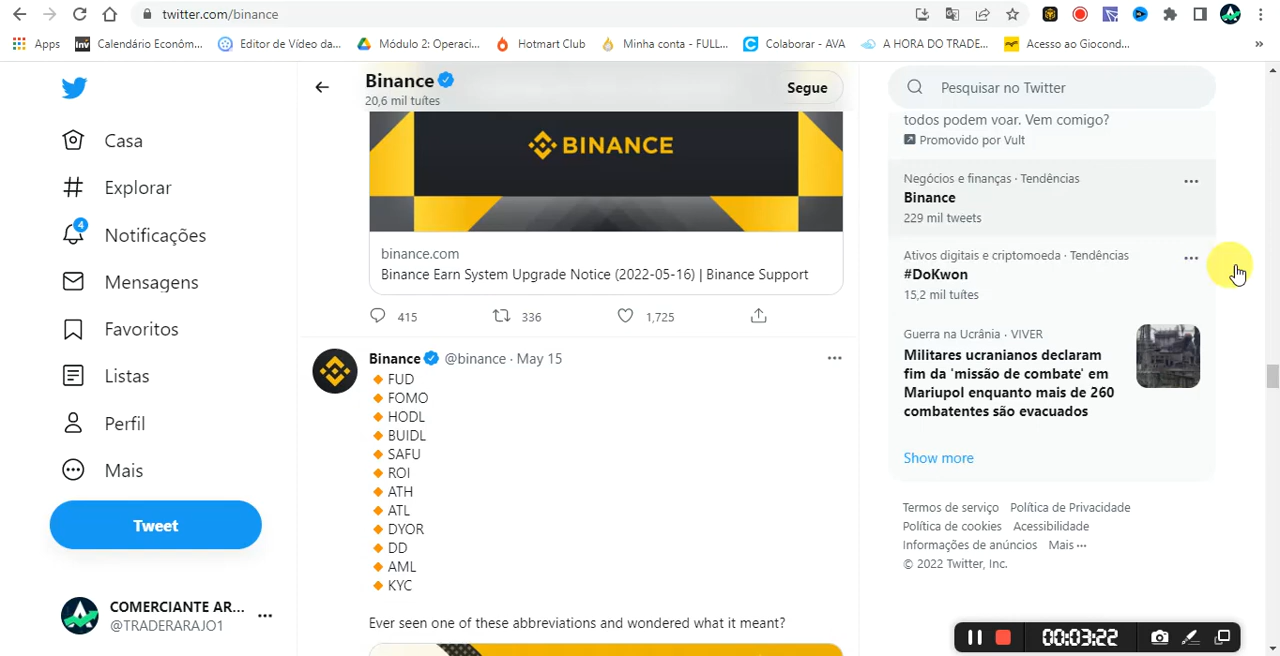 twitter.com/binance
Apps
Calendário Econôm...
Editor de Vídeo da...
Módulo 2: Operaci...
Hotmart Club
Minha conta - FULL...
Colaborar - AVA
A HORA DO TRADE...
Acesso ao Giocond...
»
Casa
Explorar
4
Notificações
Mensagens
Favoritos
Listas
Perfil
Mais
Tweet
COMERCIANTE AR...
@TRADERARAJO1
Binance
20,6 mil tuítes
Segue
BINANCE
binance.com
Binance Earn System Upgrade Notice (2022-05-16) | Binance Support
415
336
1,725
Binance @binance · May 15
🔸 FUD
🔸 FOMO
🔸 HODL
🔸 BUIDL
🔸 SAFU
🔸 ROI
🔸 ATH
🔸 ATL
🔸 DYOR
🔸 DD
🔸 AML
🔸 KYC
Ever seen one of these abbreviations and wondered what it meant?
Pesquisar no Twitter
todos podem voar. Vem comigo?
Promovido por Vult
Negócios e finanças · Tendências
Binance
229 mil tweets
Ativos digitais e criptomoeda · Tendências
#DoKwon
15,2 mil tuítes
Guerra na Ucrânia · VIVER
Militares ucranianos declaram
fim da 'missão de combate' em
Mariupol enquanto mais de 260
combatentes são evacuados
Show more
Termos de serviço Política de Privacidade
Política de cookies Acessibilidade
Informações de anúncios Mais ···
© 2022 Twitter, Inc.
00:03:22